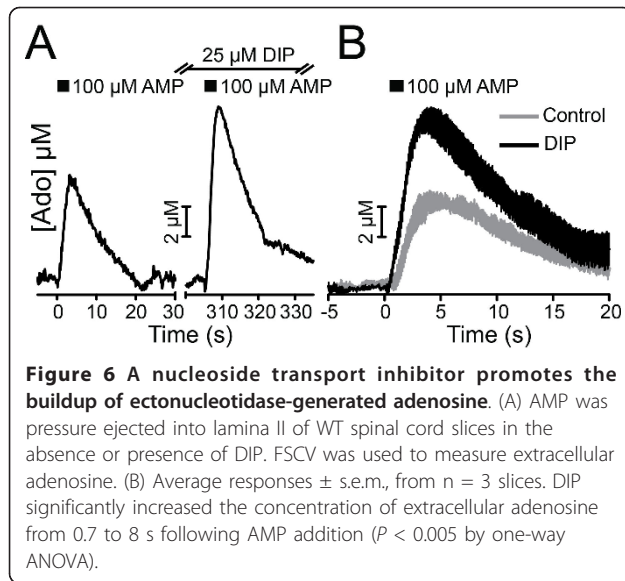 A
B
25 µM DIP
100 µM AMP
100 µM AMP
100 µM AMP
Control
DIP
[Ado] µM
2 µM
2 µM
0 10 20 30
310 320 330
-5 0 5 10 15 20
Time (s)
Time (s)
Figure 6 A nucleoside transport inhibitor promotes the
buildup of ectonucleotidase-generated adenosine. (A) AMP was
pressure ejected into lamina II of WT spinal cord slices in the
absence or presence of DIP. FSCV was used to measure extracellular
adenosine. (B) Average responses ± s.e.m., from n = 3 slices. DIP
significantly increased the concentration of extracellular adenosine
from 0.7 to 8 s following AMP addition (P < 0.005 by one-way
ANOVA).